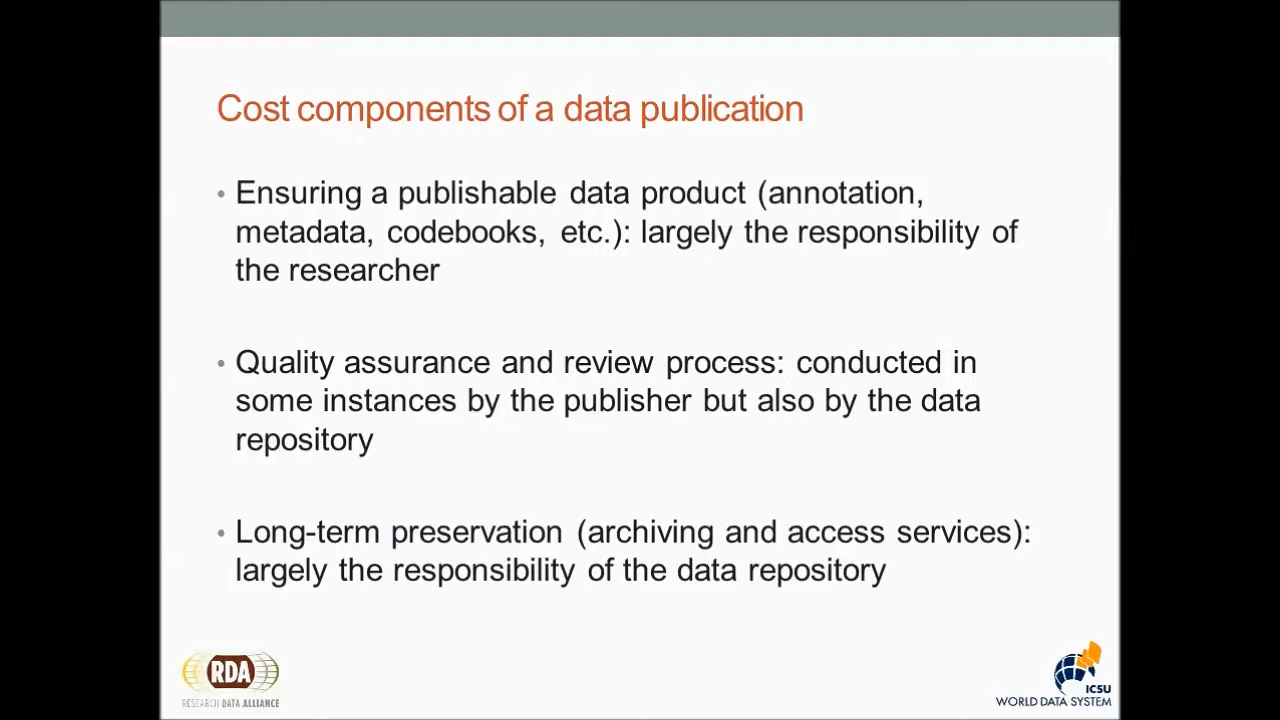 Cost components of a data publication
• Ensuring a publishable data product (annotation,
metadata, codebooks, etc.): largely the responsibility of
the researcher
• Quality assurance and review process: conducted in
some instances by the publisher but also by the data
repository
• Long-term preservation (archiving and access services):
largely the responsibility of the data repository
RDA
RESEARCH DATA ALLIANCE
ICSU
WORLD DATA SYSTEM